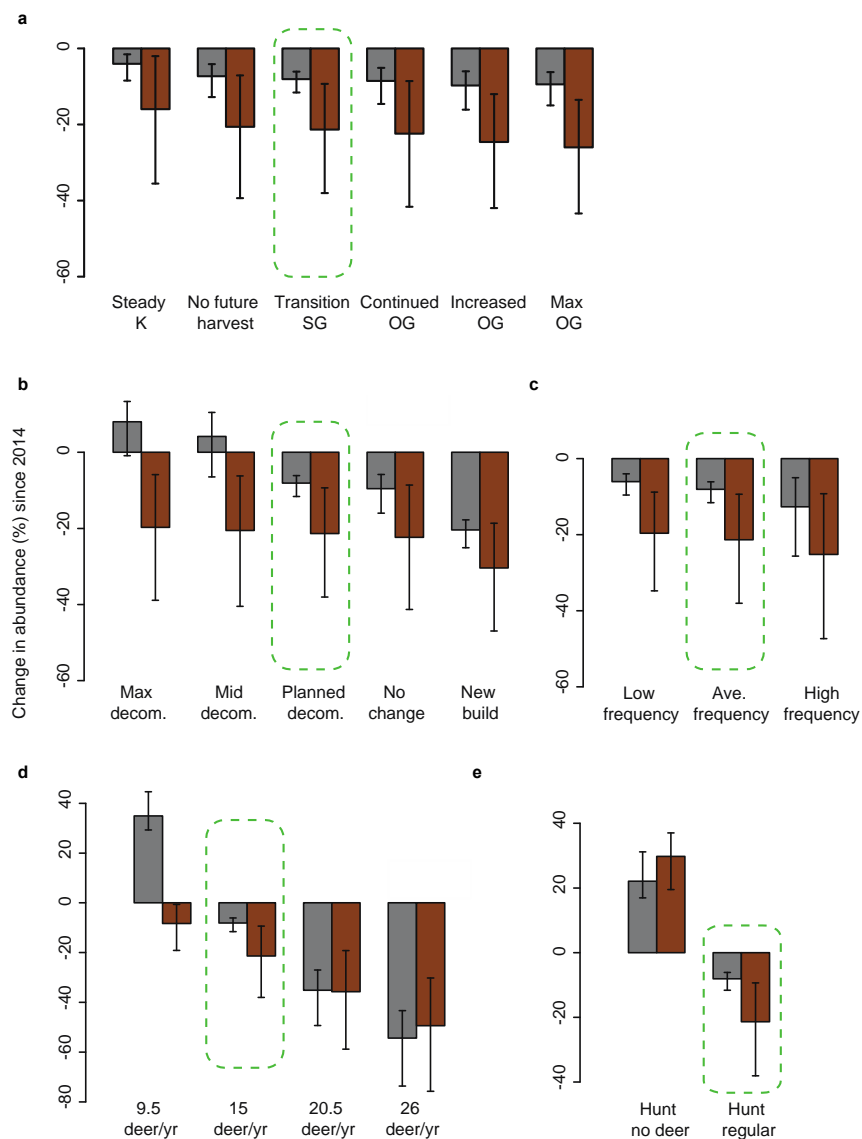 a
0
-20
-40
-60
Steady
K
No future
harvest
Transition
SG
Continued
OG
Increased
OG
Max
OG
Change in abundance (%) since 2014
b
0
-20
-40
-60
Max
decom.
Mid
decom.
Planned
decom.
No
change
New
build
c
0
-20
-40
-60
Low
frequency
Ave.
frequency
High
frequency
d
40
20
0
-20
-40
-60
-80
9.5
deer/yr
15
deer/yr
20.5
deer/yr
26
deer/yr
e
40
20
0
-20
40
Hunt
no deer
Hunt
regular